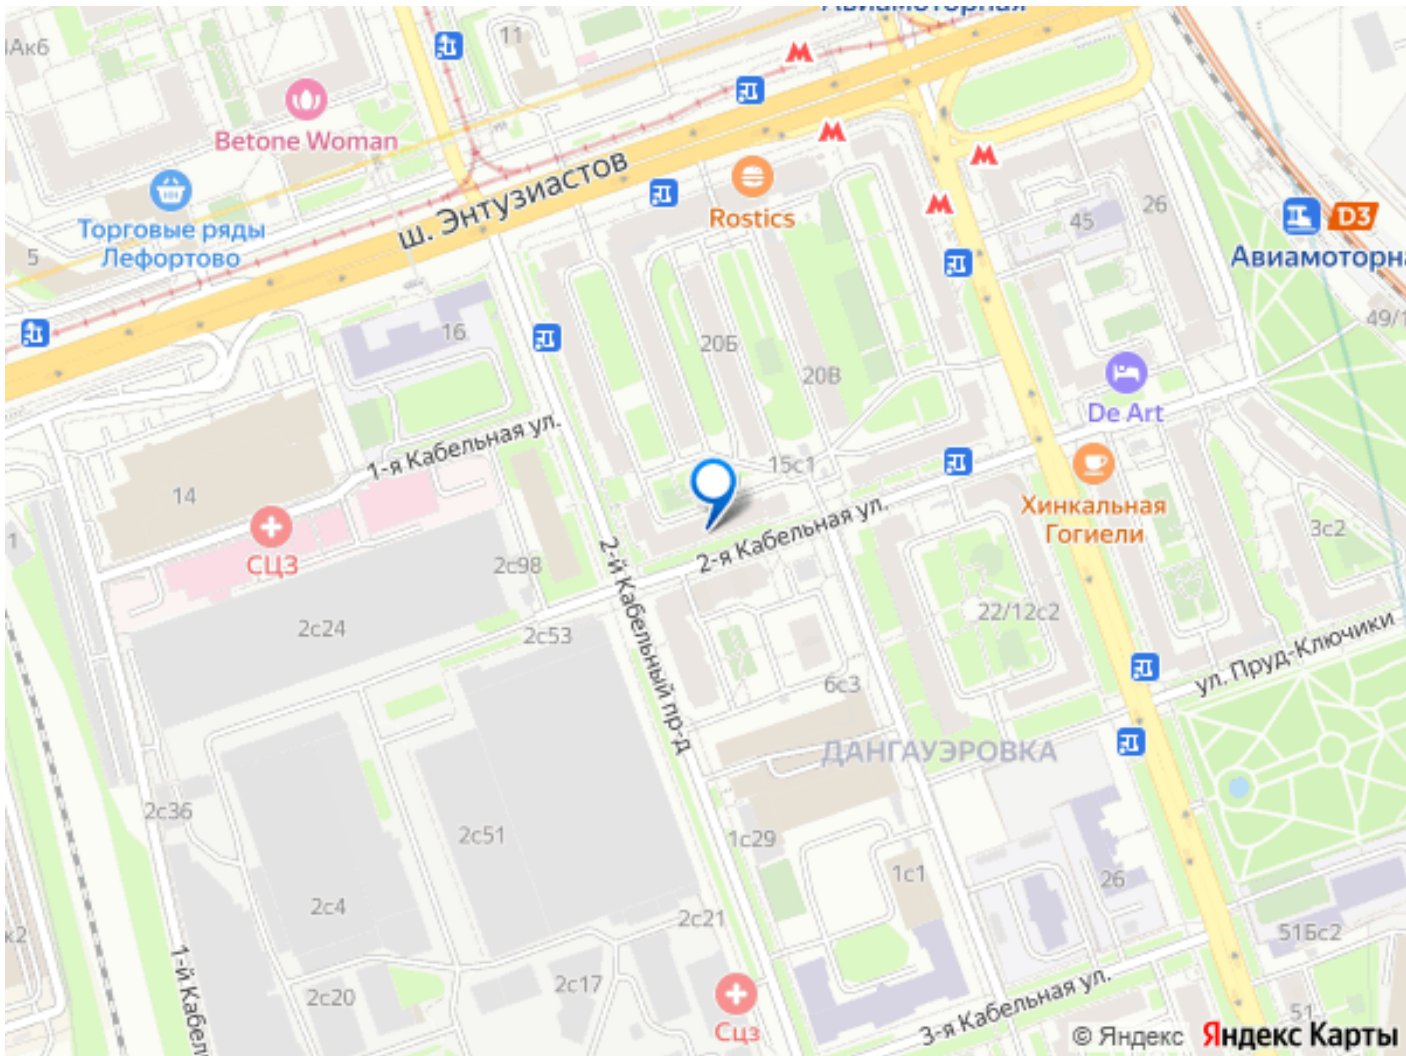 Авиамоторная
11
Betone Woman
ш. Энтузиастов
Rostics
Торговые ряды
Лефортово
5
45
26
D3
Авиамоторна
49/1
16
20Б
20В
De Art
1-я Кабельная ул.
15с1
14
Хинкальная
Гогиели
СЦЗ
2-я Кабельная ул.
3с2
1
2с98
2-й Кабельный пр-д
22/12с2
2с24
2с53
ул. Пруд-Ключики
6с3
ДАНГАУЭРОВКА
2с36
2с51
1с29
1с1
26
2с4
2с21
51Бс2
к2
1-й Кабел
2с20
2с17
3-я Кабельная ул.
51
Сцз
© Яндекс Яндекс Карты